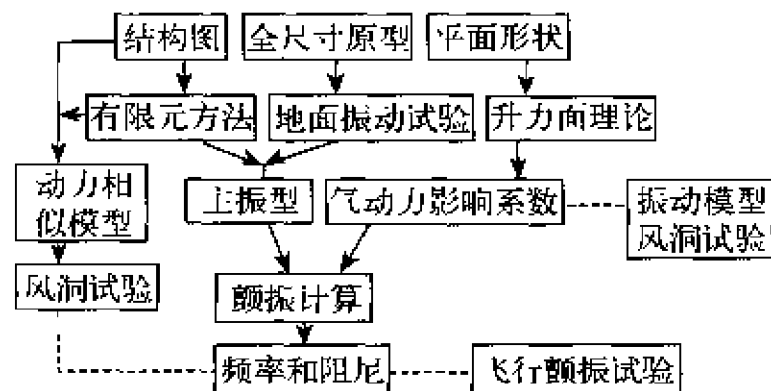 结构图
全尺寸原型
平面形状
有限元方法
地面振动试验
升力面理论
动力相
似模型
主振型
气动力影响系数
振动模型
风洞试验
风洞试验
颤振计算
频率和阻尼
飞行颤振试验